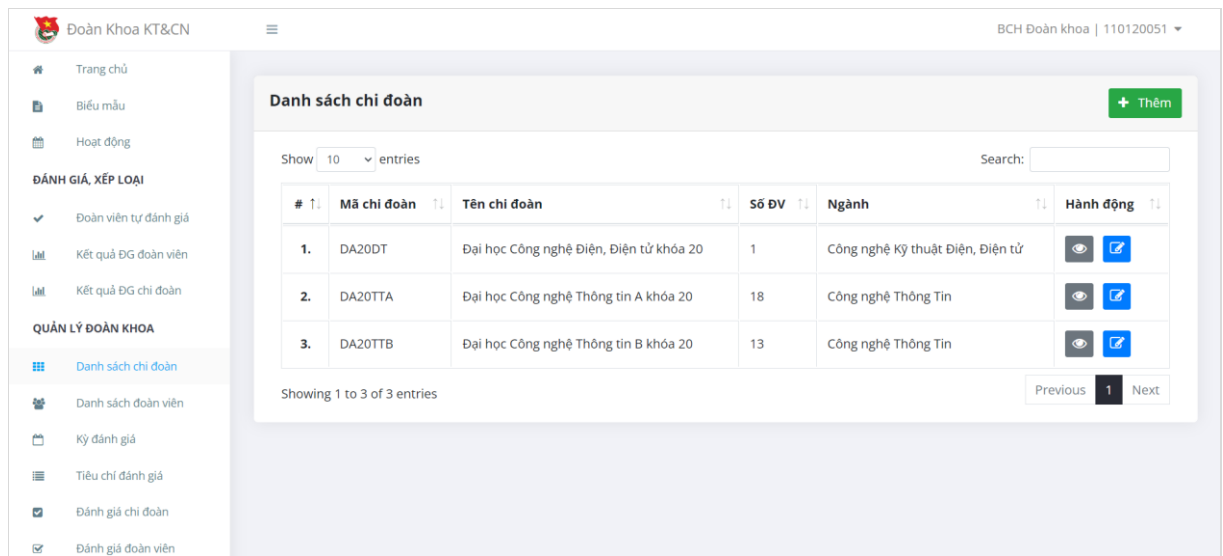 Đoàn Khoa KT&CN
BCH Đoàn khoa | 110120051
Trang chủ
Biểu mẫu
Hoạt động
ĐÁNH GIÁ, XẾP LOẠI
Đoàn viên tự đánh giá
Kết quả ĐG đoàn viên
Kết quả ĐG chi đoàn
QUẢN LÝ ĐOÀN KHOA
Danh sách chi đoàn
Danh sách đoàn viên
Kỳ đánh giá
Tiêu chí đánh giá
Đánh giá chi đoàn
Đánh giá đoàn viên
Danh sách chi đoàn
+ Thêm
Show 10 entries
Search:
# Mã chi đoàn Tên chi đoàn Số ĐV Ngành Hành động
1. DA20DT Đại học Công nghệ Điện, Điện tử khóa 20 1 Công nghệ Kỹ thuật Điện, Điện tử
2. DA20TTA Đại học Công nghệ Thông tin A khóa 20 18 Công nghệ Thông Tin
3. DA20TTB Đại học Công nghệ Thông tin B khóa 20 13 Công nghệ Thông Tin
Showing 1 to 3 of 3 entries
Previous 1 Next